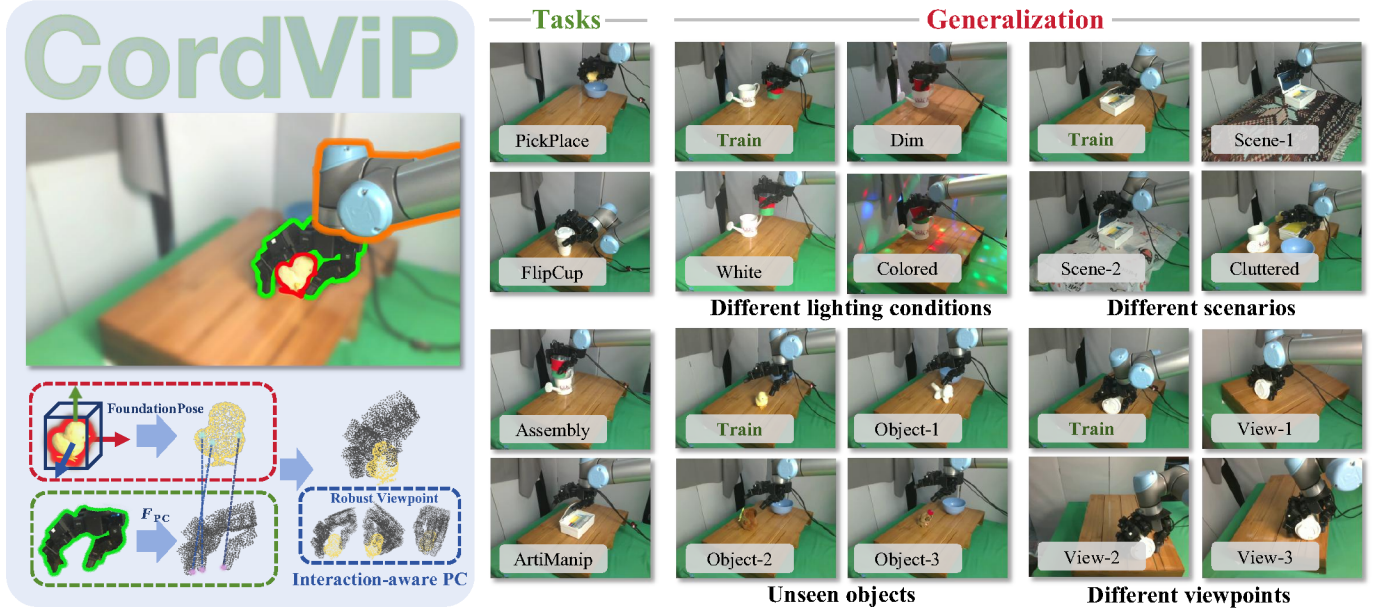 CordViP
FoundationPose
F PC
Robust Viewpoint
Interaction-aware PC
Tasks
Generalization
PickPlace
Train
Dim
Train
Scene-1
FlipCup
White
Colored
Scene-2
Cluttered
Different lighting conditions
Different scenarios
Assembly
Train
Object-1
Train
View-1
ArtiManip
Object-2
Object-3
View-2
View-3
Unseen objects
Different viewpoints